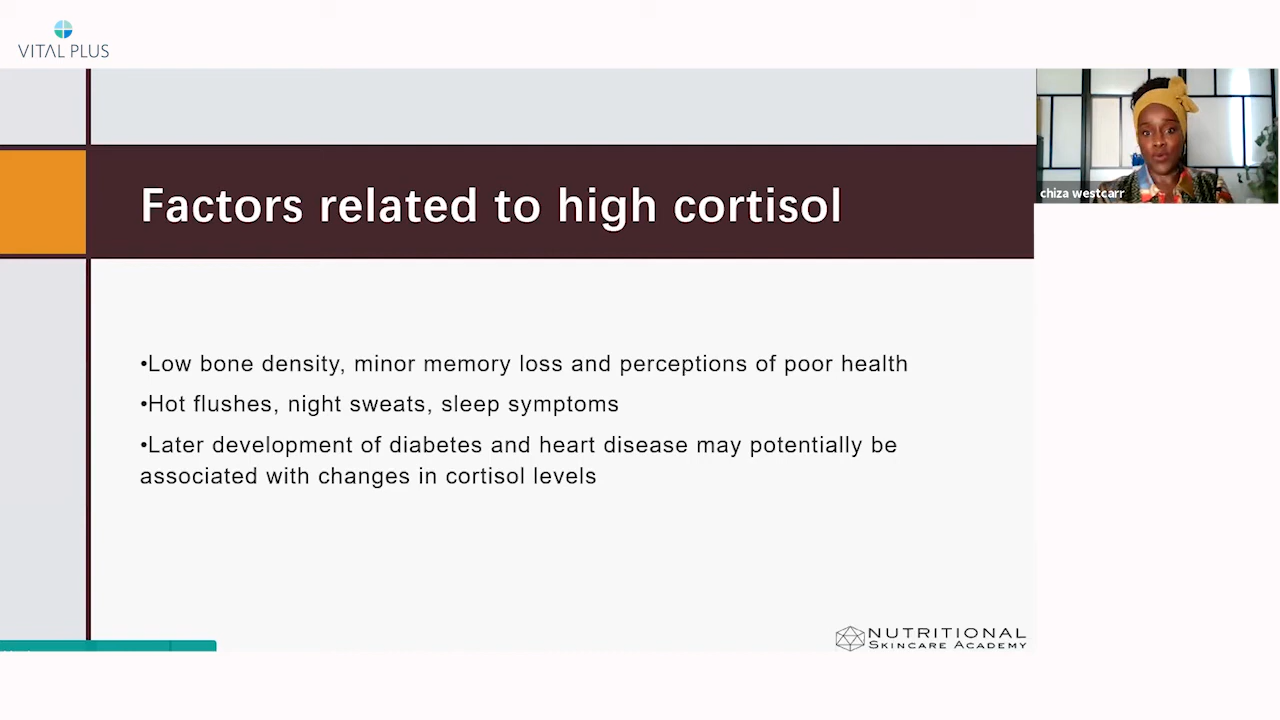 VITAL PLUS
Factors related to high cortisol
chiza westcarr
•Low bone density, minor memory loss and perceptions of poor health
•Hot flushes, night sweats, sleep symptoms
•Later development of diabetes and heart disease may potentially be
associated with changes in cortisol levels
NUTRITIONAL
SKINCARE ACADEMY